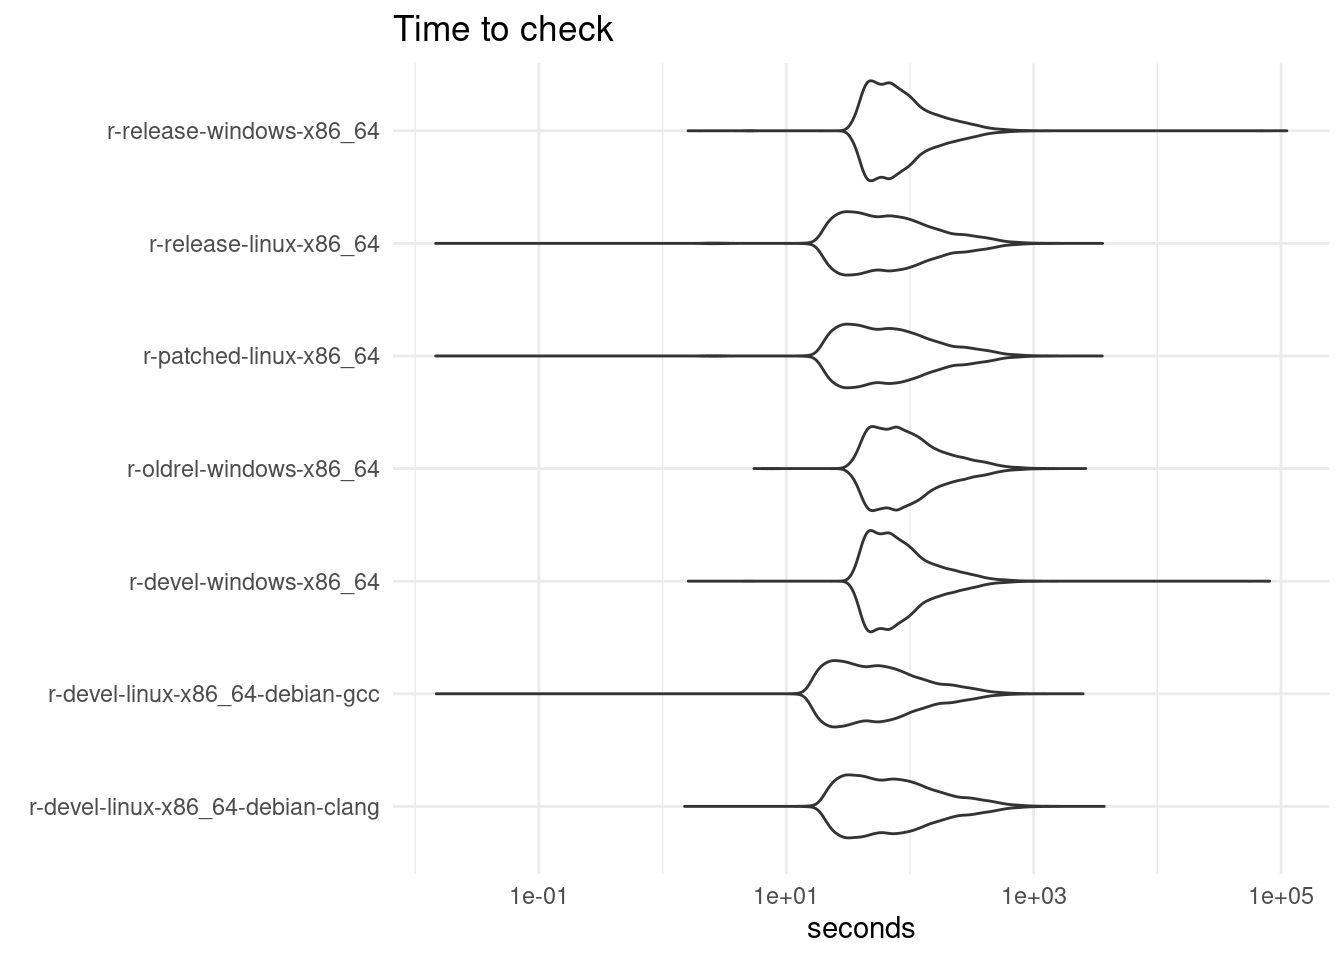 Time to check
r-release-windows-x86_64
r-release-linux-x86_64
r-patched-linux-x86_64
r-oldrel-windows-x86_64
r-devel-windows-x86_64
r-devel-linux-x86_64-debian-gcc
r-devel-linux-x86_64-debian-clang
1e-01 1e+01 1e+03 1e+05
seconds